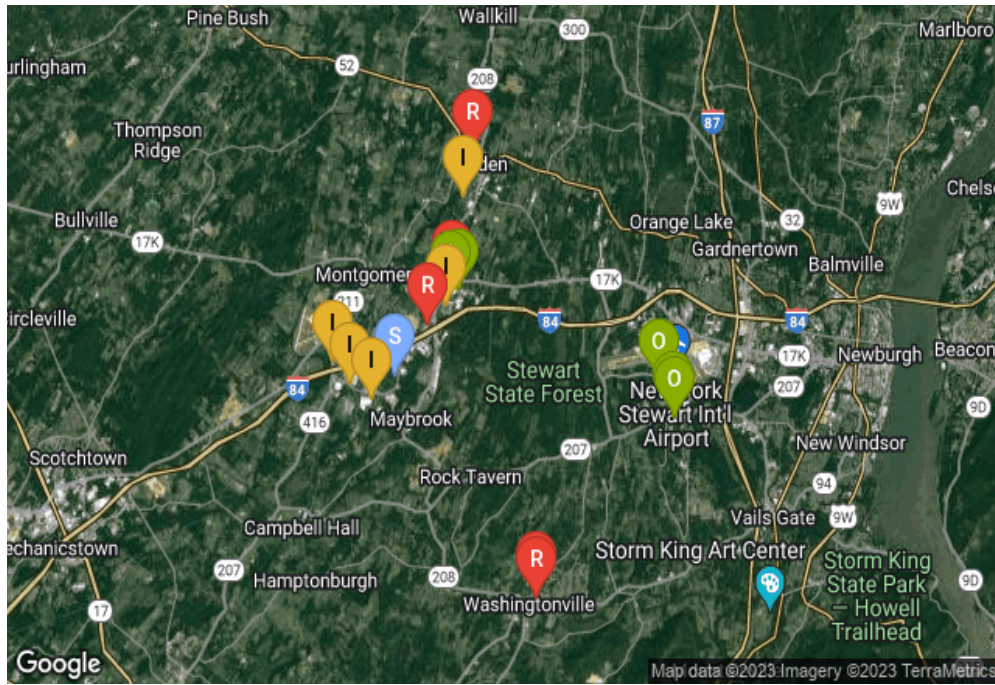 Pine Bush
Wallkill
300
Marlboro
52
urlingham
208
R
87
Thompson
Ridge
I
den
Chelse
9W
Bullville
32
Orange Lake
17K
Gardnertown
Balmville
Montgomer
I
17K
R
211
ircleville
I
84
84
S
O
I
17K
Newburgh
Beacon
I
Stewart
State Forest
84
O
207
New York
Stewart Int'l
Airport
9D
416
Maybrook
New Windsor
Scotchtown
207
Rock Tavern
94
9W
Vails Gate
Campbell Hall
echanicstown
R
Storm King Art Center
Storm King
State Park
— Howell
Trailhead
207
208
Hamptonburgh
9D
17
Washingtonville
Google
Map data ©2023 Imagery ©2023 TerraMetrics